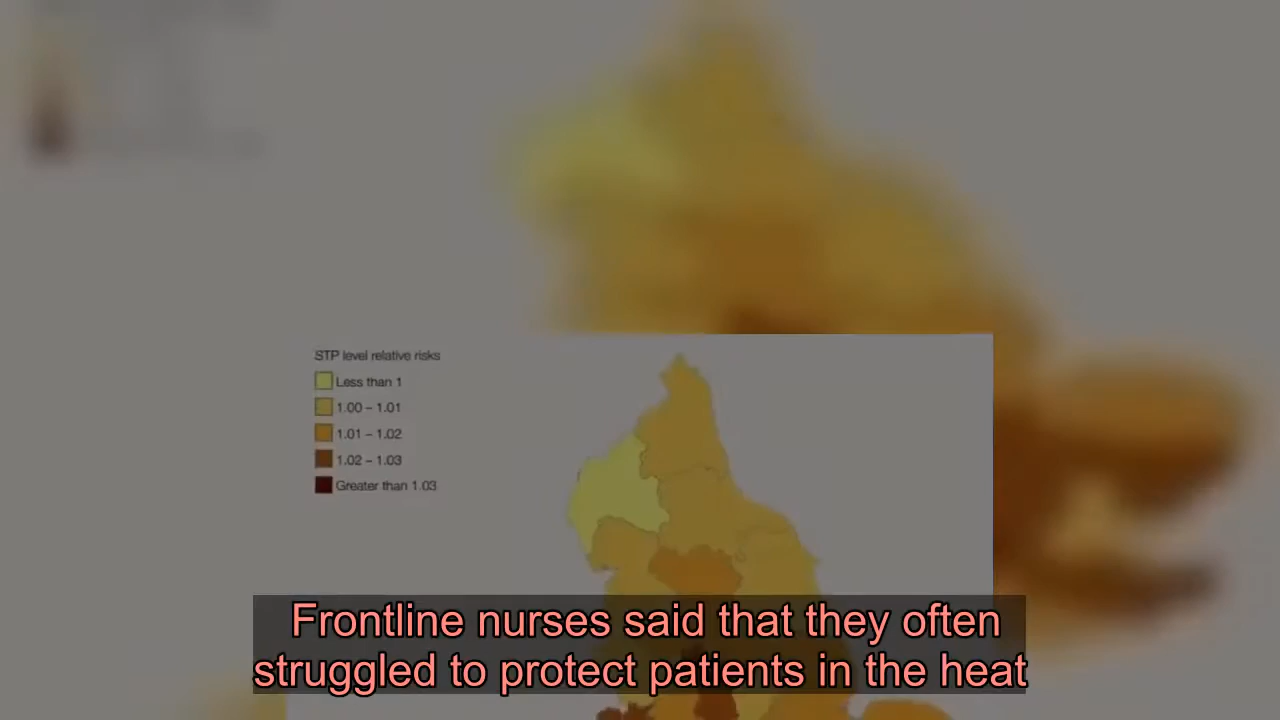 STP level relative risks
Less than 1
1.00 – 1.01
1.01 – 1.02
1.02 – 1.03
Greater than 1.03
Frontline nurses said that they often
struggled to protect patients in the heat